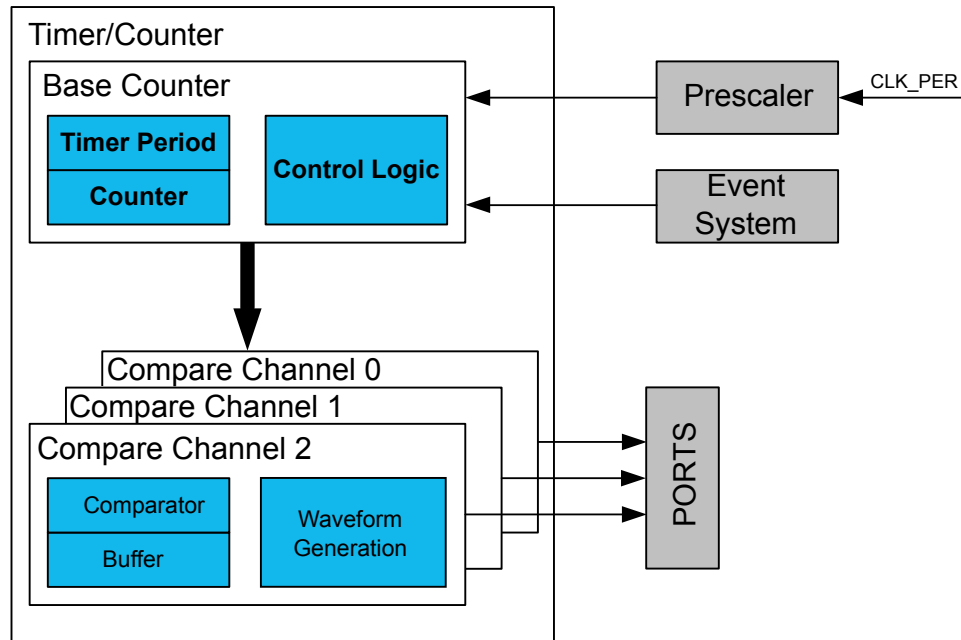 Timer/Counter
Base Counter
Timer Period
Counter
Control Logic
Prescaler
CLK_PER
Event
System
Compare Channel 0
Compare Channel 1
Compare Channel 2
Comparator
Buffer
Waveform
Generation
PORTS